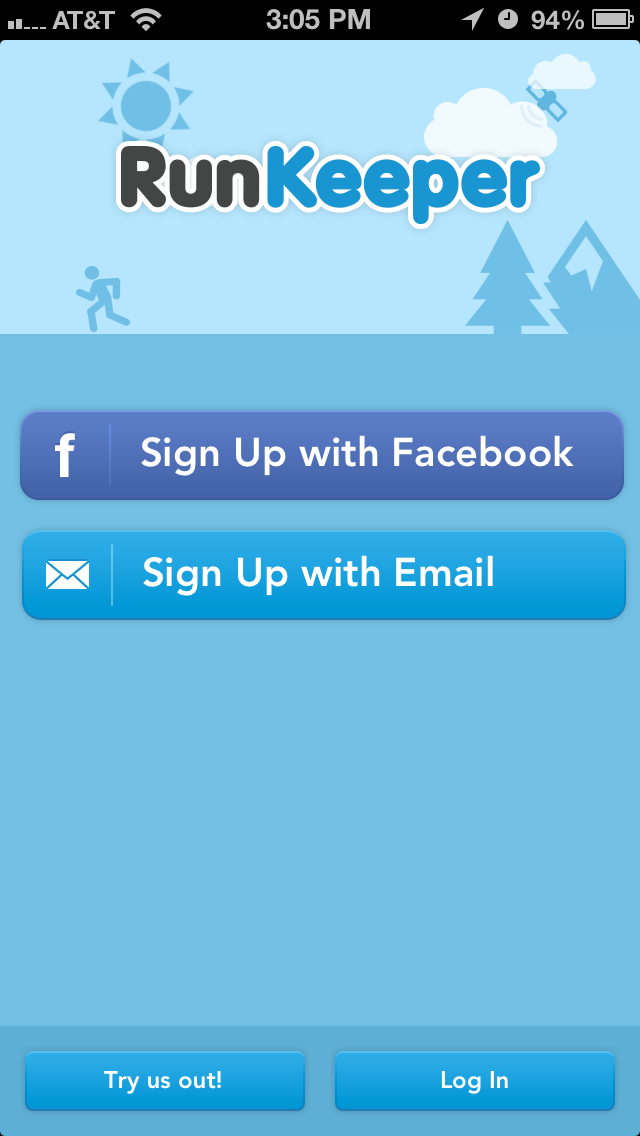 AT&T 3:05 PM 94%
RunKeeper
f Sign Up with Facebook
Sign Up with Email
Try us out! Log In